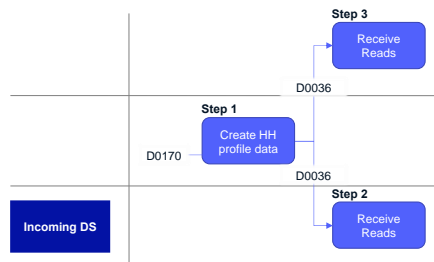 Step 3
Receive
Reads
D0036
Step 1
Create HH
profile data
D0170
D0036
Step 2
Incoming DS
Receive
Reads